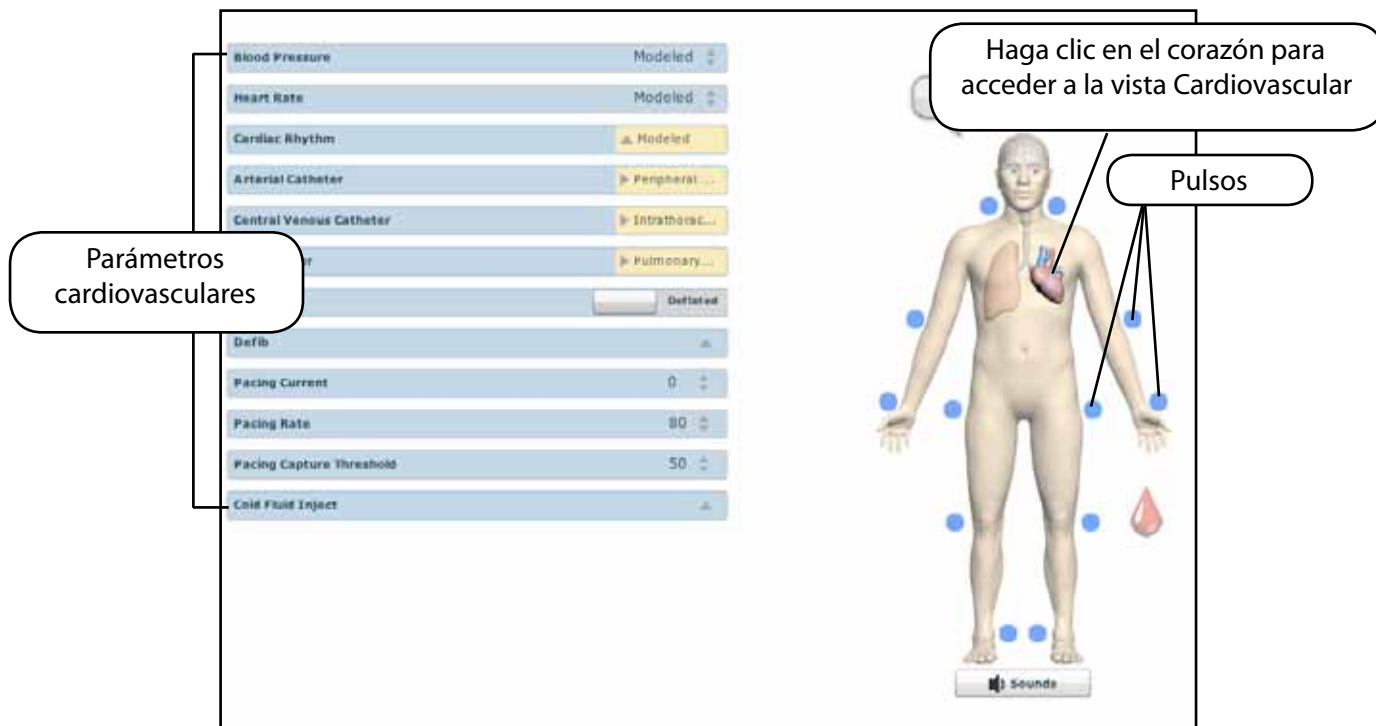 Blood Pressure Modeled
Heart Rate Modeled
Cardiac Rhythm Modeled
Arterial Catheter Peripheral ...
Central Venous Catheter Intrathorac...
Pulmonary...
Deflated
Defib
Pacing Current 0
Pacing Rate 80
Pacing Capture Threshold 50
Cold Fluid Inject
Parámetros
cardiovasculares
Haga clic en el corazón para
acceder a la vista Cardiovascular
Pulsos
Sounds